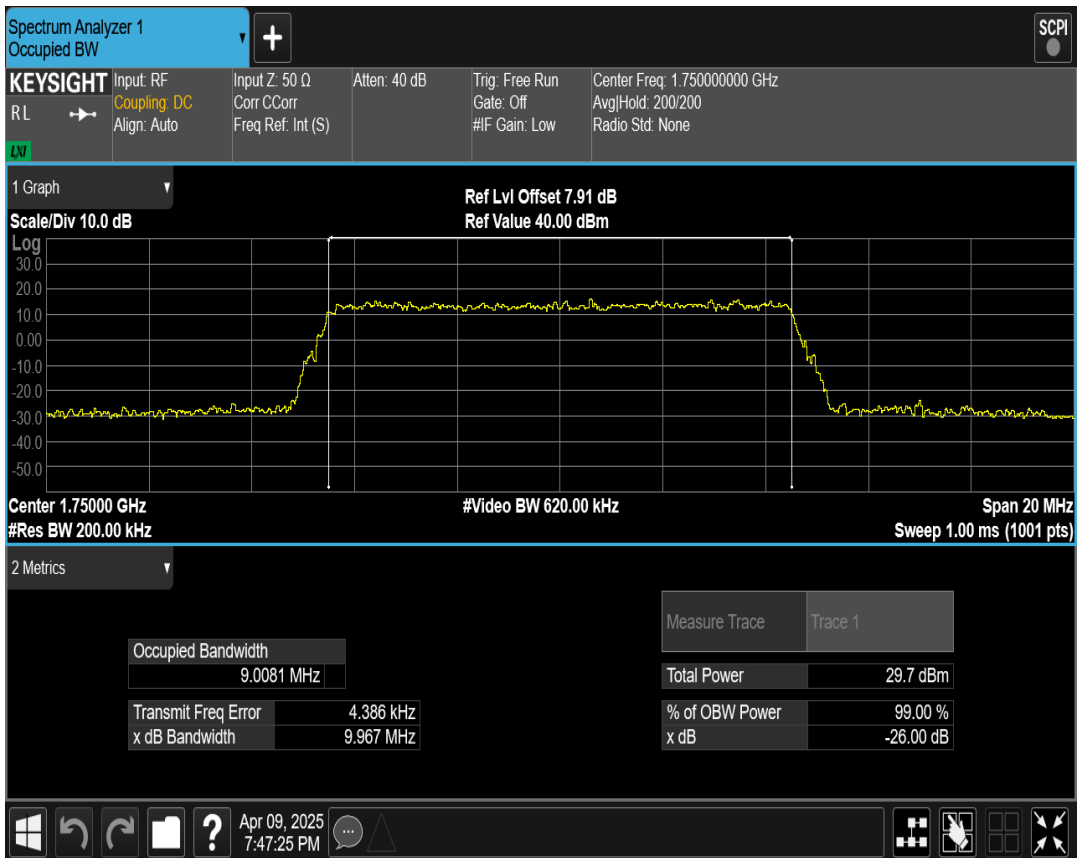 Spectrum Analyzer 1
Occupied BW
SCPI
KEYSIGHT
R L
LXI
Input: RF
Coupling: DC
Align: Auto
Input Z: 50 Ω
Corr CCorr
Freq Ref: Int (S)
Atten: 40 dB
Trig: Free Run
Gate: Off
#IF Gain: Low
Center Freq: 1.750000000 GHz
Avg|Hold: 200/200
Radio Std: None
1 Graph
Scale/Div 10.0 dB
Ref Lvl Offset 7.91 dB
Ref Value 40.00 dBm
Log
30.0
20.0
10.0
0.00
-10.0
-20.0
-30.0
-40.0
-50.0
Center 1.75000 GHz
#Res BW 200.00 kHz
#Video BW 620.00 kHz
Span 20 MHz
Sweep 1.00 ms (1001 pts)
2 Metrics
Occupied Bandwidth
9.0081 MHz
Transmit Freq Error 4.386 kHz
x dB Bandwidth 9.967 MHz
Measure Trace Trace 1
Total Power 29.7 dBm
% of OBW Power 99.00 %
x dB -26.00 dB
?
Apr 09, 2025
7:47:25 PM